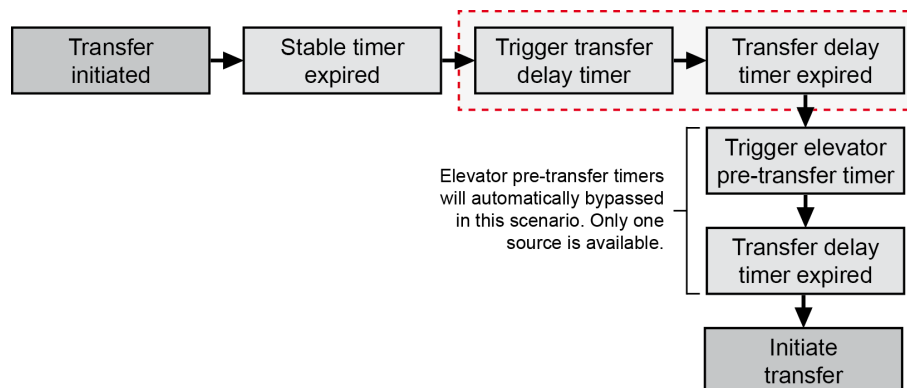 Transfer
initiated
Stable timer
expired
Trigger transfer
delay timer
Transfer delay
timer expired
Trigger elevator
pre-transfer timer
Elevator pre-transfer timers
will automatically bypassed
in this scenario. Only one
source is available.
Transfer delay
timer expired
Initiate
transfer